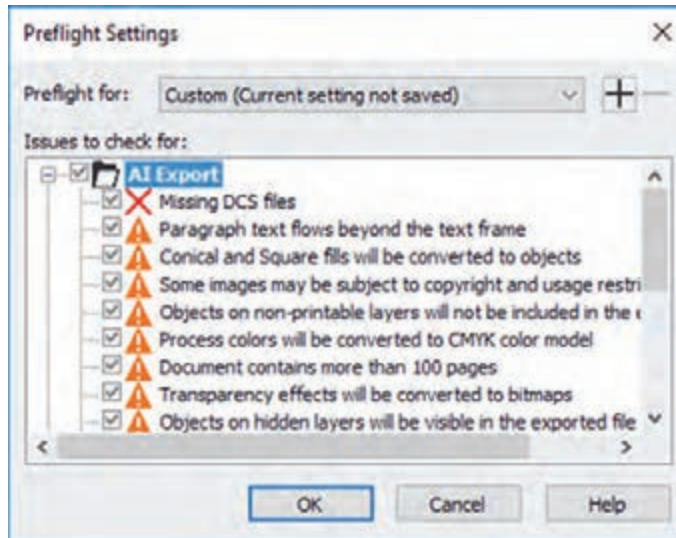 Preflight Settings
Preflight for: Custom (Current setting not saved)
Issues to check for:
AI Export
Missing DCS files
Paragraph text flows beyond the text frame
Conical and Square fills will be converted to objects
Some images may be subject to copyright and usage restri
Objects on non-printable layers will not be included in the
Process colors will be converted to CMYK color model
Document contains more than 100 pages
Transparency effects will be converted to bitmaps
Objects on hidden layers will be visible in the exported file
OK Cancel Help